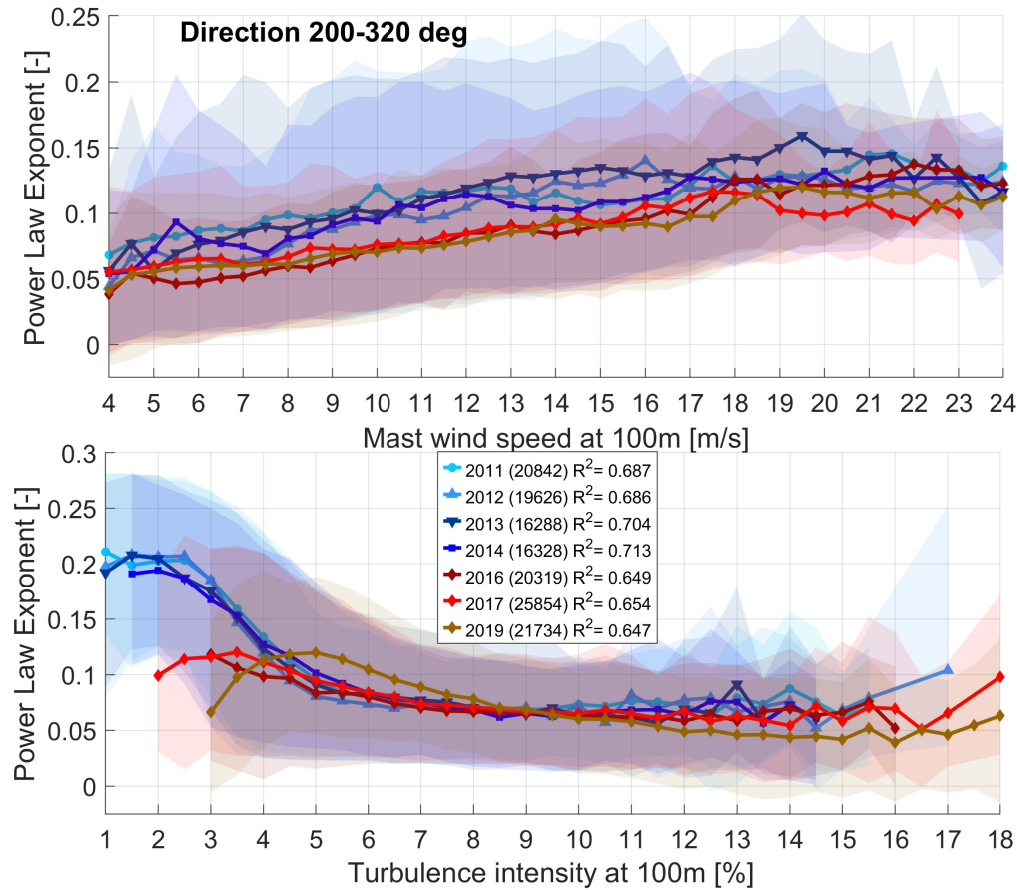 Direction 200-320 deg
Power Law Exponent [-]
0.25
0.2
0.15
0.1
0.05
0
4 5 6 7 8 9 10 11 12 13 14 15 16 17 18 19 20 21 22 23 24
Mast wind speed at 100m [m/s]
Power Law Exponent [-]
0.3
0.25
0.2
0.15
0.1
0.05
0
2011 (20842) R²= 0.687
2012 (19626) R²= 0.686
2013 (16288) R²= 0.704
2014 (16328) R²= 0.713
2016 (20319) R²= 0.649
2017 (25854) R²= 0.654
2019 (21734) R²= 0.647
1 2 3 4 5 6 7 8 9 10 11 12 13 14 15 16 17 18
Turbulence intensity at 100m [%]